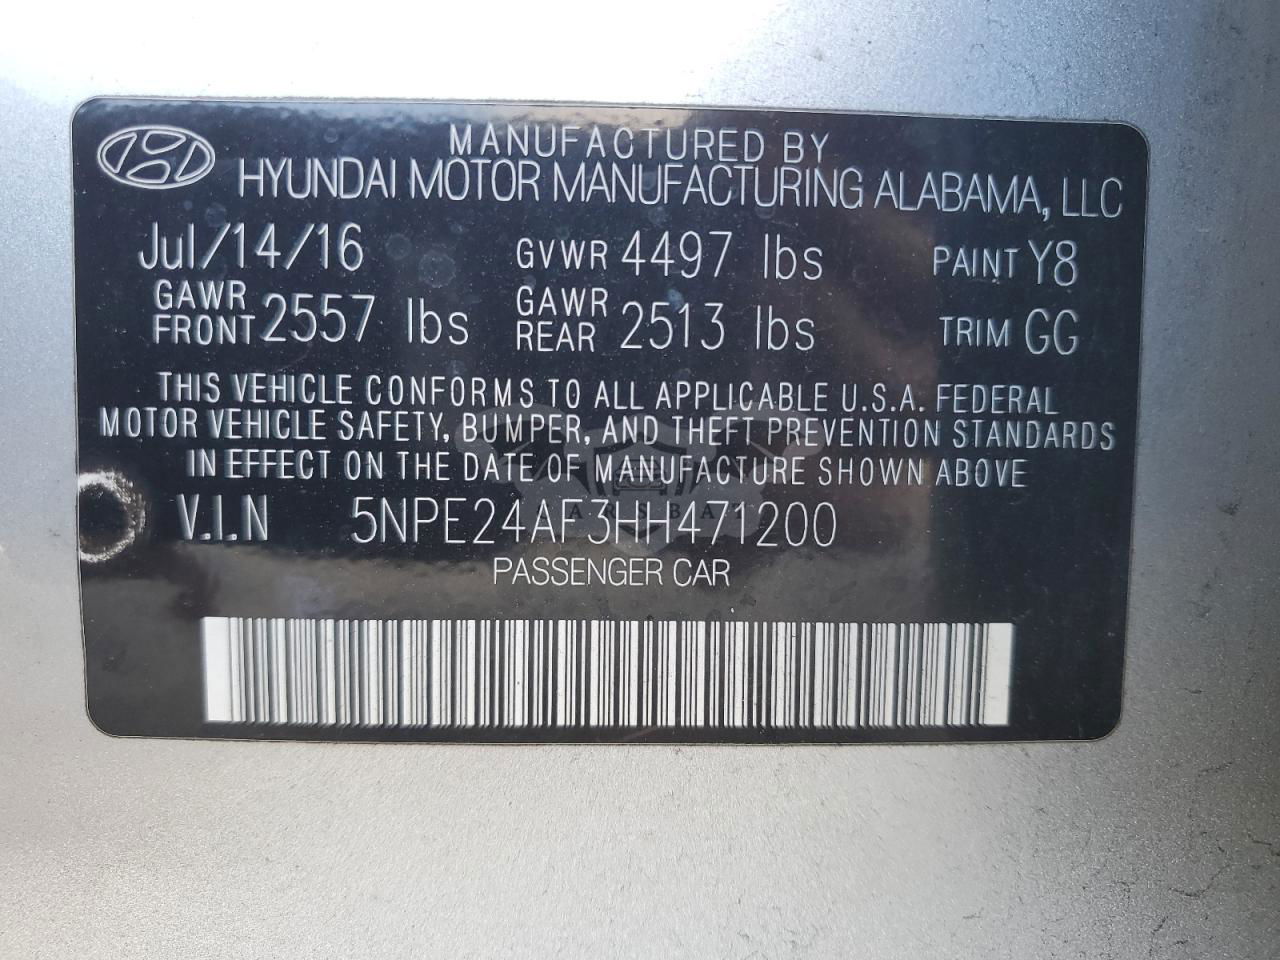 MANUFACTURED BY
HYUNDAI MOTOR MANUFACTURING ALABAMA, LLC
Jul/14/16 GVWR 4497 lbs PAINT Y8
GAWR FRONT 2557 lbs GAWR REAR 2513 lbs TRIM GG
THIS VEHICLE CONFORMS TO ALL APPLICABLE U.S.A. FEDERAL
MOTOR VEHICLE SAFETY, BUMPER, AND THEFT PREVENTION STANDARDS
IN EFFECT ON THE DATE OF MANUFACTURE SHOWN ABOVE
V.I.N 5NPE24AF3HH471200
CARSBAT
PASSENGER CAR